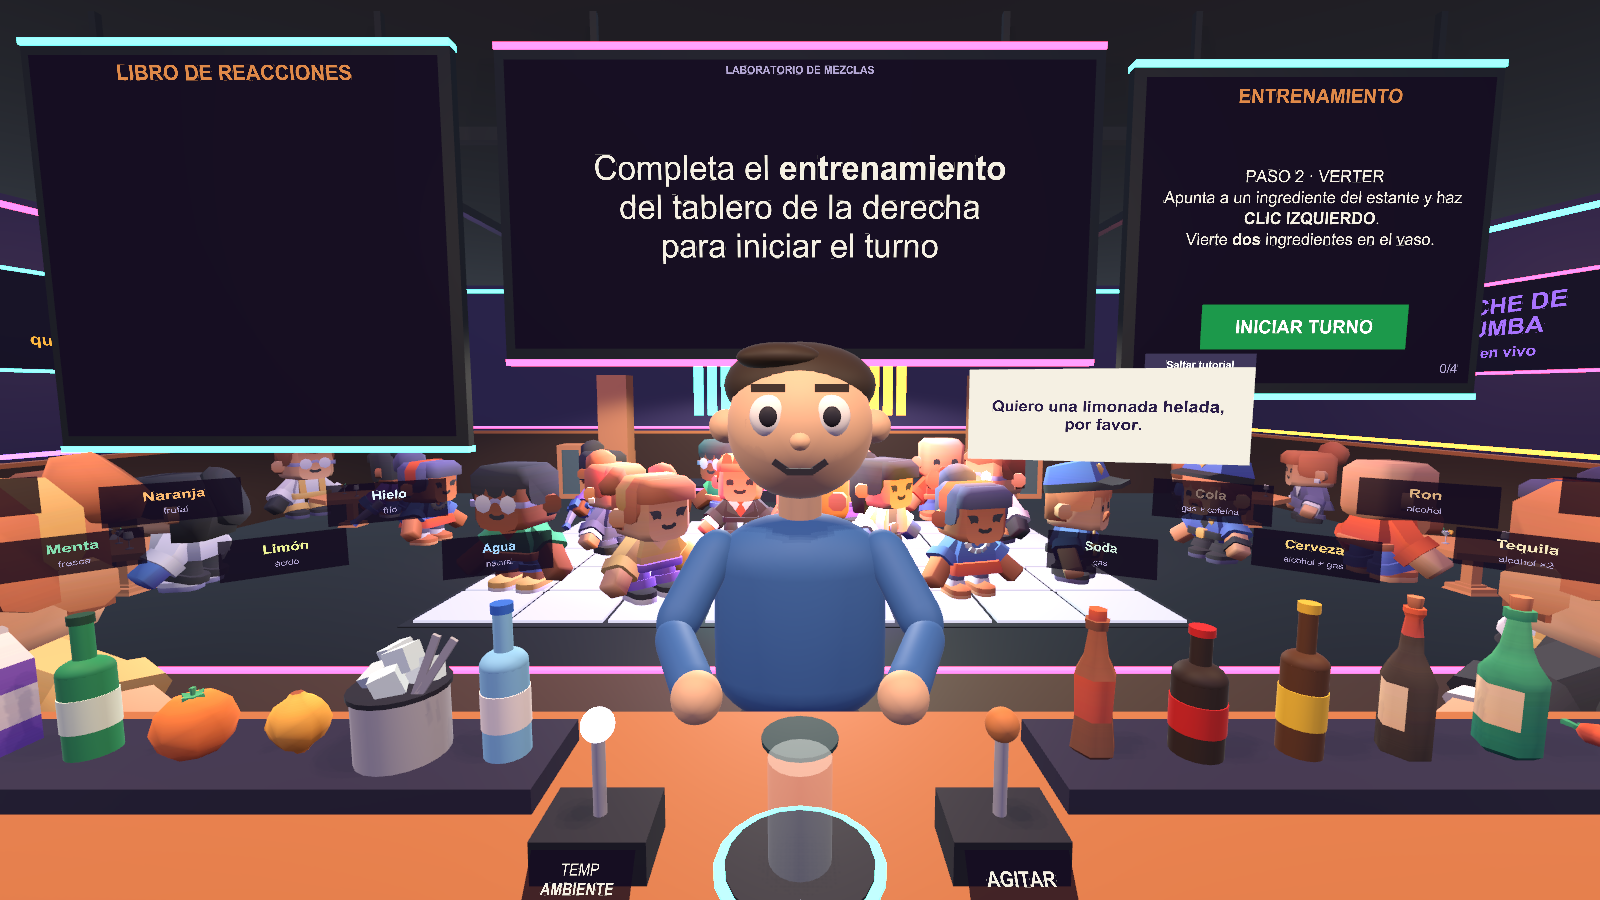 LIBRO DE REACCIONES
LABORATORIO DE MEZCLAS
Completa el entrenamiento
del tablero de la derecha
para iniciar el turno
ENTRENAMIENTO
PASO 2 · VERTER
Apunta a un ingrediente del estante y haz
CLIC IZQUIERDO.
Vierte dos ingredientes en el vaso.
INICIAR TURNO
Saltar tutorial
0/4
qu
CHE DE
UMBA
en vivo
Quiero una limonada helada,
por favor.
Naranja
frutal
Hielo
frío
Menta
fresca
Limón
ácido
Agua
Cola
gas + cafeína
Ron
alcohol
Soda
gas
Cerveza
alcohol + gas
Tequila
alcohol ×2
TEMP
AMBIENTE
AGITAR